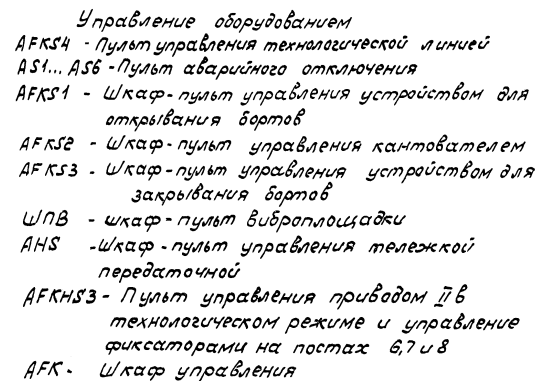 Управление оборудованием
AFKS4 - Пульт управления технологической линией
AS1... AS6 - Пульт аварийного отключения
AFKS1 - Шкаф-пульт управления устройством для
открывания бортов
AFKS2 - Шкаф-пульт управления кантователем
AFKS3 - Шкаф-пульт управления устройством для
закрывания бортов
ШПВ - шкаф-пульт виброплощадки
AHS - Шкаф-пульт управления тележкой
передаточной
AFKHS3 - Пульт управления приводом II в
технологическом режиме и управление
фиксаторами на постах 6,7 и 8
AFK - Шкаф управления